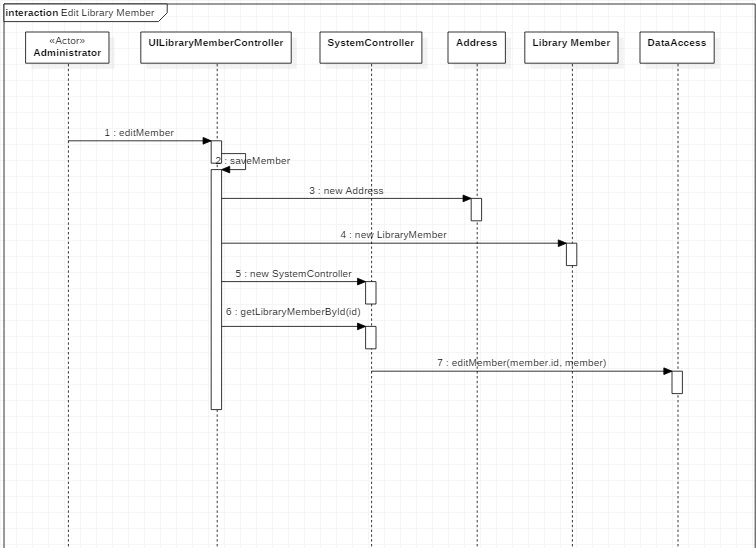 interaction Edit Library Member
«Actor»
Administrator
UILibraryMemberController
SystemController
Address
Library Member
DataAccess
1 : editMember
2 : saveMember
3 : new Address
4 : new LibraryMember
5 : new SystemController
6 : getLibraryMemberById(id)
7 : editMember(member.id, member)